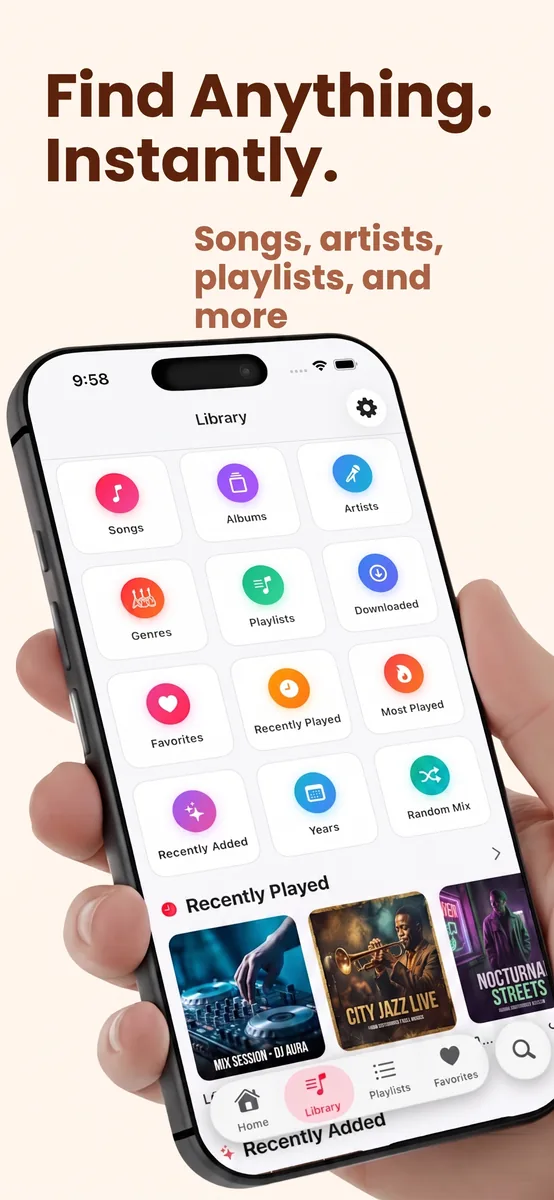 Find Anything.
Instantly.
Songs, artists,
playlists, and
more
9:58
Library
Songs
Albums
Artists
Genres
Playlists
Downloaded
Favorites
Recently Played
Most Played
Recently Added
Years
Random Mix
Recently Played
MIX SESSION - DJ AURA
CITY JAZZ LIVE
NOCTURNA
STREETS
Home
Library
Playlists
Favorites
Recently Added